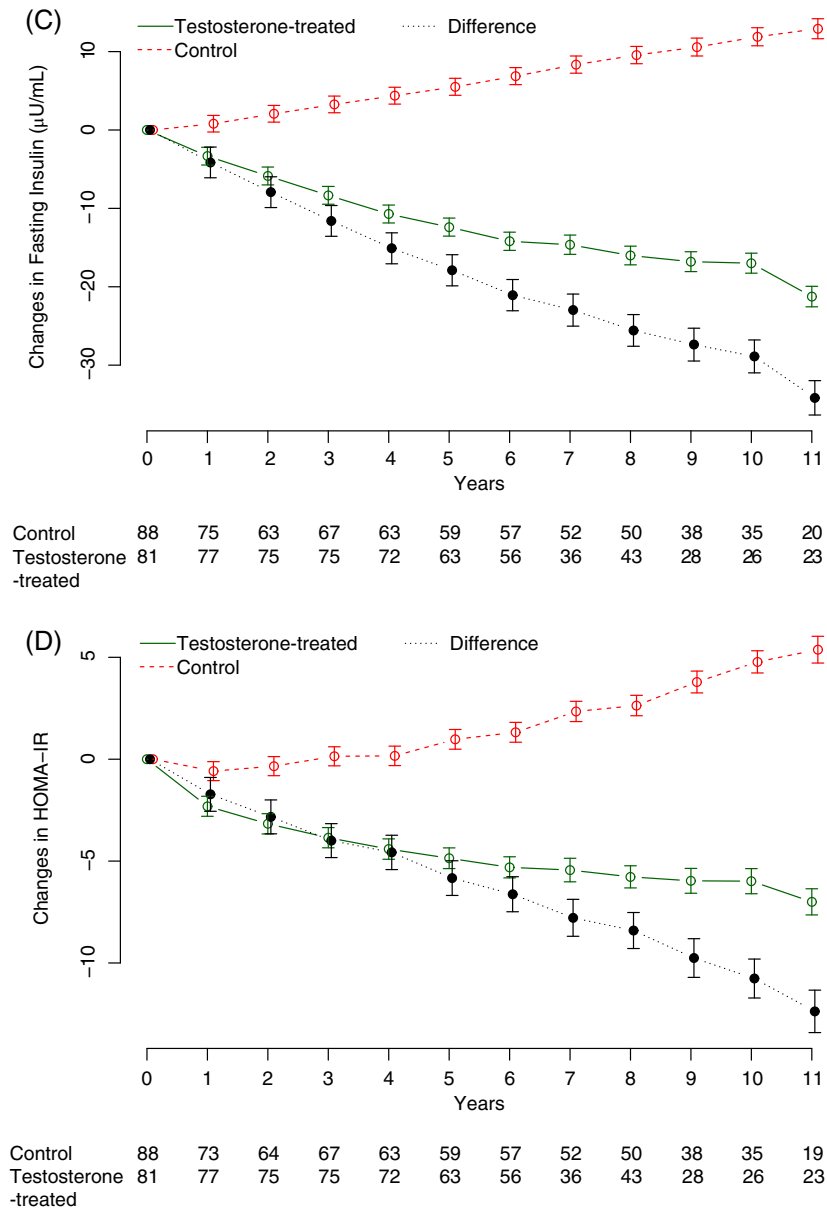 (C)
Testosterone-treated Difference
Control
Changes in Fasting Insulin (μU/mL)
10
0
−10
−20
−30
0 1 2 3 4 5 6 7 8 9 10 11
Years
Control 88 75 63 67 63 59 57 52 50 38 35 20
Testosterone 81 77 75 75 72 63 56 36 43 28 26 23
-treated
(D)
Testosterone-treated Difference
Control
Changes in HOMA−IR
5
0
−5
−10
0 1 2 3 4 5 6 7 8 9 10 11
Years
Control 88 73 64 67 63 59 57 52 50 38 35 19
Testosterone 81 77 75 75 72 63 56 36 43 28 26 23
-treated